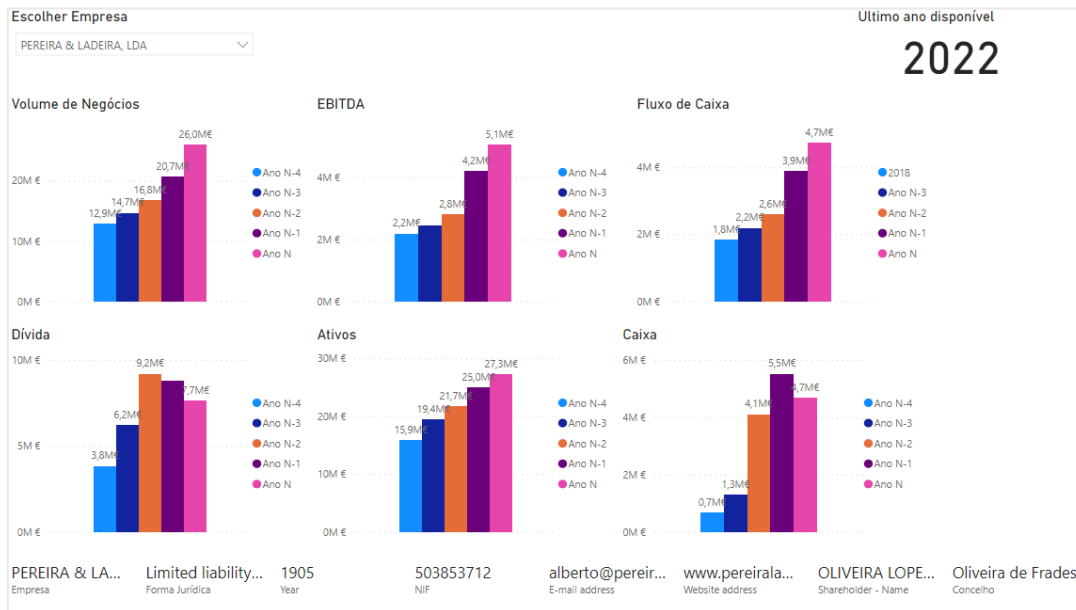 Escolher Empresa
Ultimo ano disponível
PEREIRA & LADEIRA, LDA
2022
Volume de Negócios
20M €
10M €
0M €
12,9M€
14,7M€
16,8M€
20,7M€
26,0M€
Ano N-4
Ano N-3
Ano N-2
Ano N-1
Ano N
EBITDA
4M €
2M €
0M €
2,2M€
2,8M€
4,2M€
5,1M€
Ano N-4
Ano N-3
Ano N-2
Ano N-1
Ano N
Fluxo de Caixa
4M €
2M €
0M €
1,8M€
2,2M€
2,6M€
3,9M€
4,7M€
2018
Ano N-3
Ano N-2
Ano N-1
Ano N
Dívida
10M €
5M €
0M €
3,8M€
6,2M€
9,2M€
7,7M€
Ano N-4
Ano N-3
Ano N-2
Ano N-1
Ano N
Ativos
30M €
20M €
10M €
0M €
15,9M€
19,4M€
21,7M€
25,0M€
27,3M€
Ano N-4
Ano N-3
Ano N-2
Ano N-1
Ano N
Caixa
6M €
4M €
2M €
0M €
0,7M€
1,3M€
4,1M€
5,5M€
4,7M€
Ano N-4
Ano N-3
Ano N-2
Ano N-1
Ano N
PEREIRA & LA...
Empresa
Limited liability...
Forma Jurídica
1905
Year
503853712
NIF
alberto@pereir...
E-mail address
www.pereirala...
Website address
OLIVEIRA LOPE...
Shareholder - Name
Oliveira de Frades
Concelho